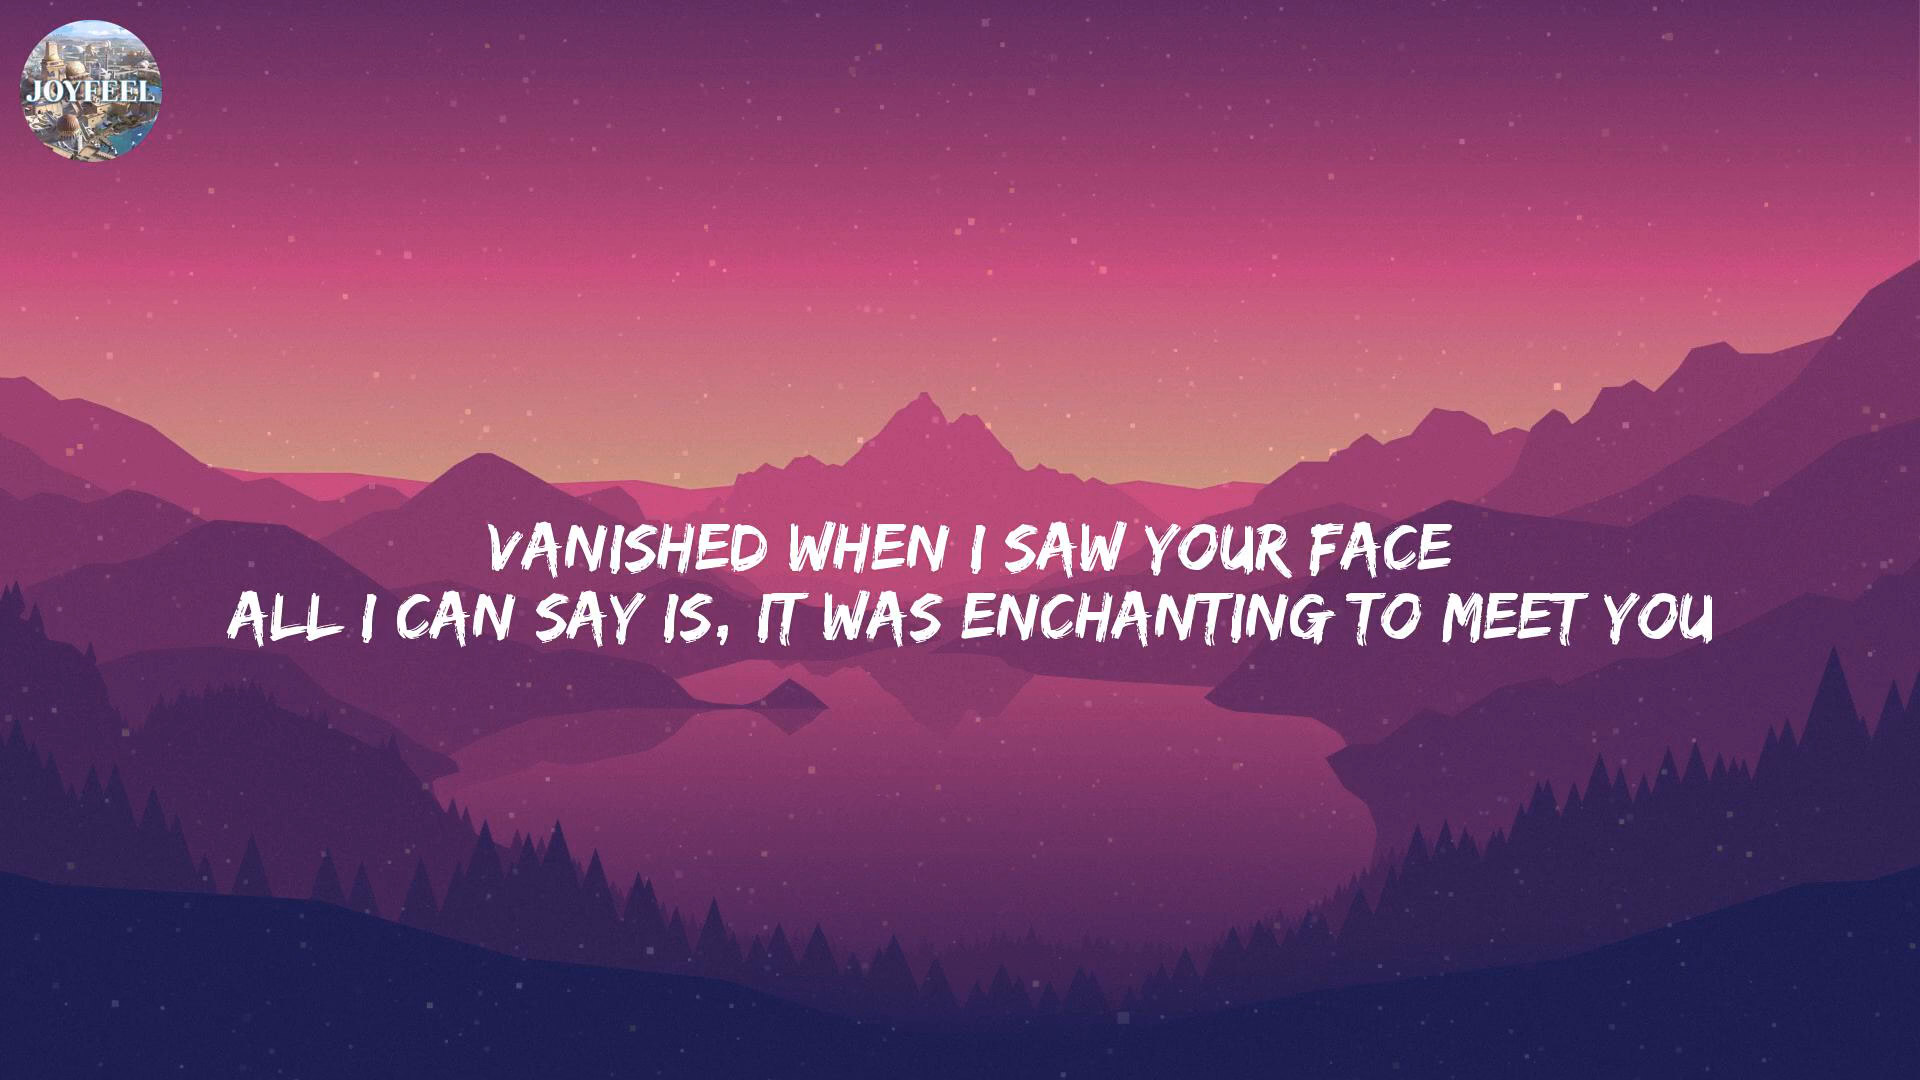 JOYFEEL
VANISHED WHEN I SAW YOUR FACE
ALL I CAN SAY IS, IT WAS ENCHANTING TO MEET YOU